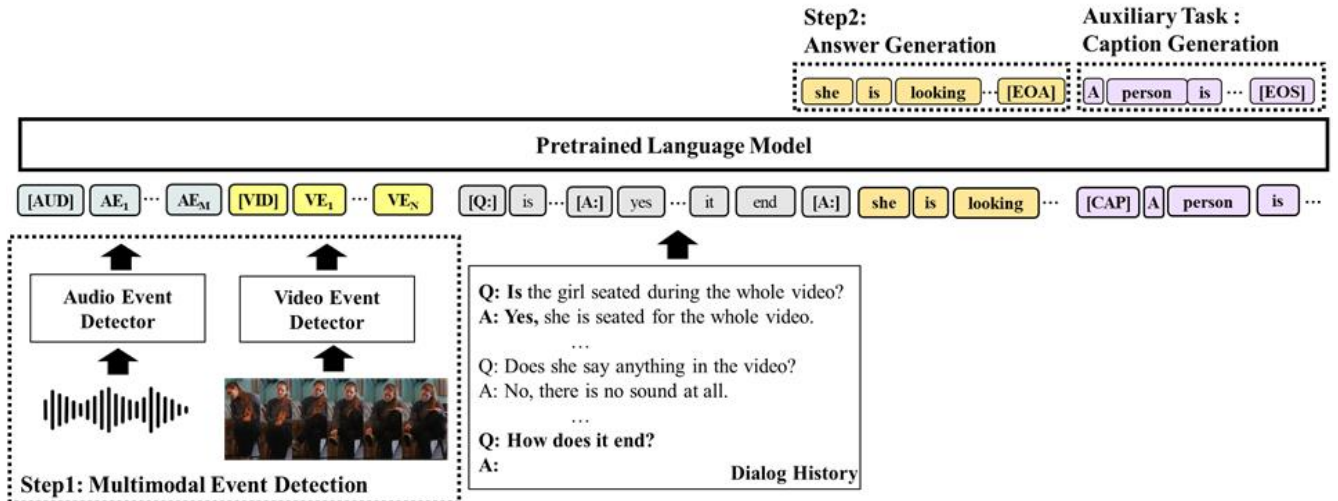 Step2:
Answer Generation
Auxiliary Task :
Caption Generation
she is looking ... [EOA]
A person is ... [EOS]
Pretrained Language Model
[AUD] AE1 ... AEM [VID] VE1 ... VEN [Q:] is ... [A:] yes ... it end [A:] she is looking ... [CAP] A person is ...
Audio Event
Detector
Video Event
Detector
Step1: Multimodal Event Detection
Q: Is the girl seated during the whole video?
A: Yes, she is seated for the whole video.
...
Q: Does she say anything in the video?
A: No, there is no sound at all.
...
Q: How does it end?
A:
Dialog History